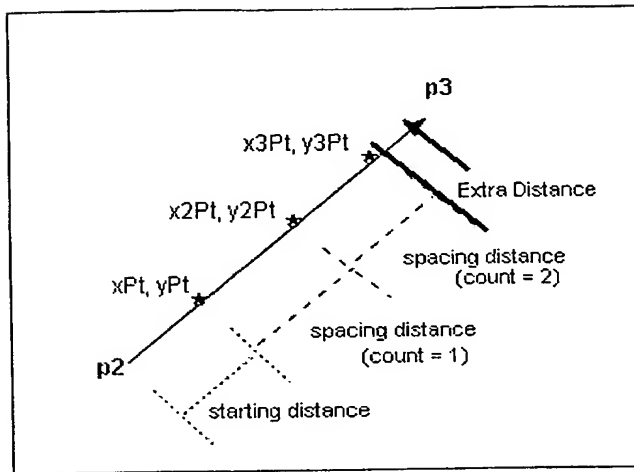 p3
x3Pt, y3Pt
Extra Distance
x2Pt, y2Pt
spacing distance
(count = 2)
xPt, yPt
spacing distance
(count = 1)
p2
starting distance